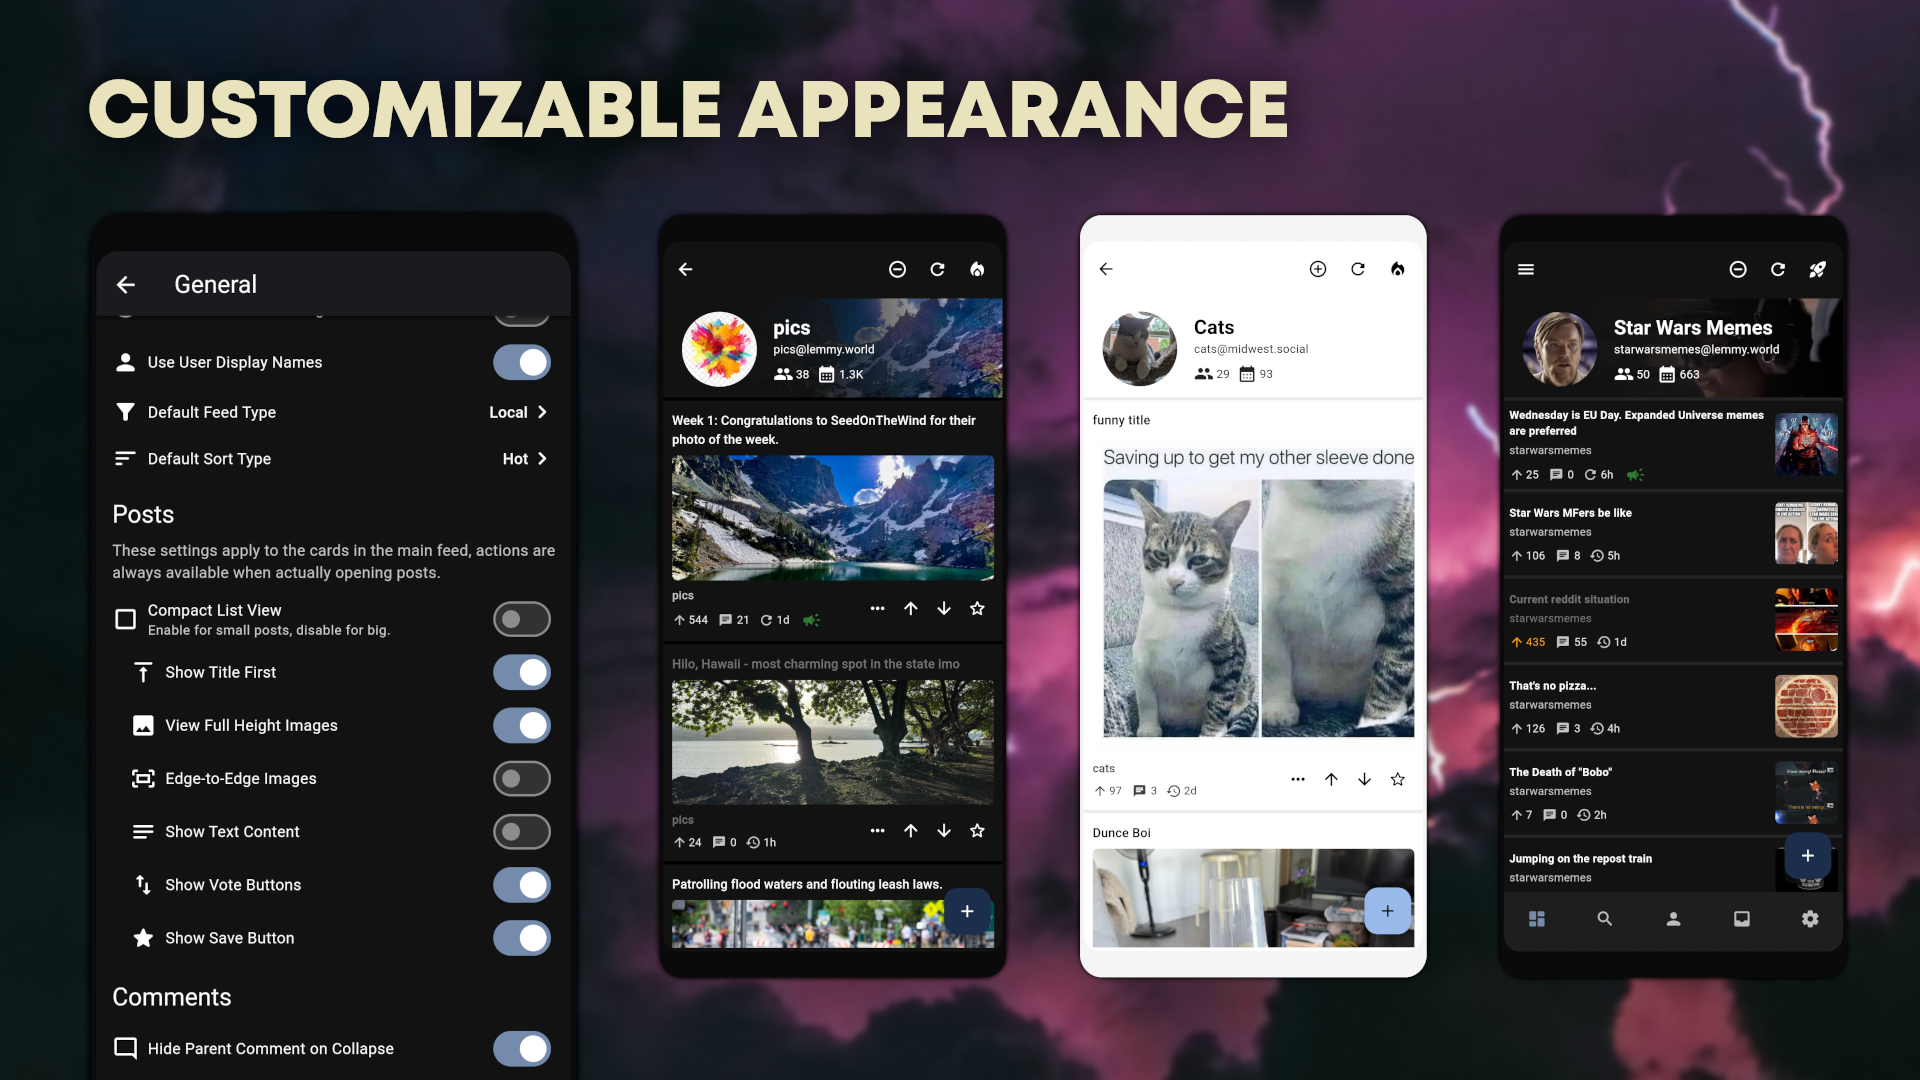 CUSTOMIZABLE APPEARANCE
General
Use User Display Names
Default Feed Type
Local
Default Sort Type
Hot
Posts
These settings apply to the cards in the main feed, actions are
always available when actually opening posts.
Compact List View
Enable for small posts, disable for big.
Show Title First
View Full Height Images
Edge-to-Edge Images
Show Text Content
Show Vote Buttons
Show Save Button
Comments
Hide Parent Comment on Collapse
pics
pics@lemmy.world
38 1.3K
Week 1: Congratulations to SeedOnTheWind for their
photo of the week.
pics
544 21 1d
Hilo, Hawaii - most charming spot in the state imo
pics
24 0 1h
Patrolling flood waters and flouting leash laws.
Cats
cats@midwest.social
29 93
funny title
Saving up to get my other sleeve done
cats
97 3 2d
Dunce Boi
Star Wars Memes
starwarsmemes@lemmy.world
50 663
Wednesday is EU Day. Expanded Universe memes
are preferred
starwarsmemes
25 0 6h
Star Wars MFers be like
starwarsmemes
106 8 5h
Current reddit situation
starwarsmemes
435 55 1d
That's no pizza...
starwarsmemes
126 3 4h
The Death of "Bobo"
starwarsmemes
7 0 2h
Jumping on the repost train
starwarsmemes